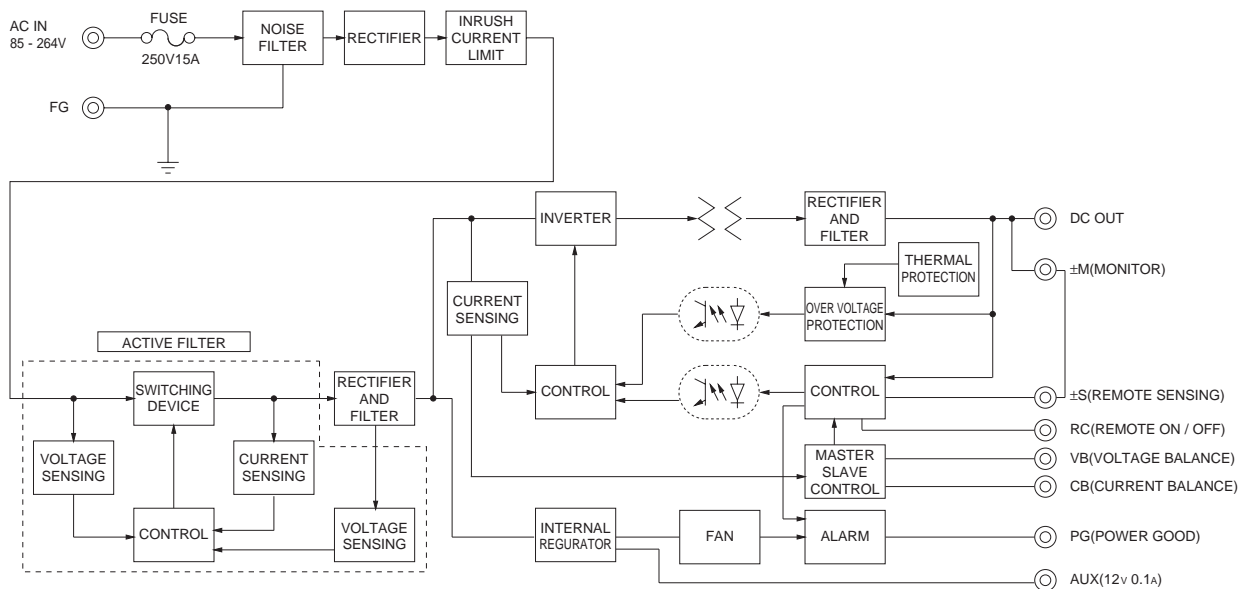 AC IN
85 - 264V
FUSE
250V15A
NOISE
FILTER
RECTIFIER
INRUSH
CURRENT
LIMIT
FG
INVERTER
RECTIFIER
AND
FILTER
DC OUT
THERMAL
PROTECTION
±M(MONITOR)
CURRENT
SENSING
OVER VOLTAGE
PROTECTION
ACTIVE FILTER
SWITCHING
DEVICE
RECTIFIER
AND
FILTER
CONTROL
CONTROL
±S(REMOTE SENSING)
RC(REMOTE ON / OFF)
VOLTAGE
SENSING
CURRENT
SENSING
MASTER
SLAVE
CONTROL
VB(VOLTAGE BALANCE)
CB(CURRENT BALANCE)
CONTROL
VOLTAGE
SENSING
INTERNAL
REGURATOR
FAN
ALARM
PG(POWER GOOD)
AUX(12V 0.1A)